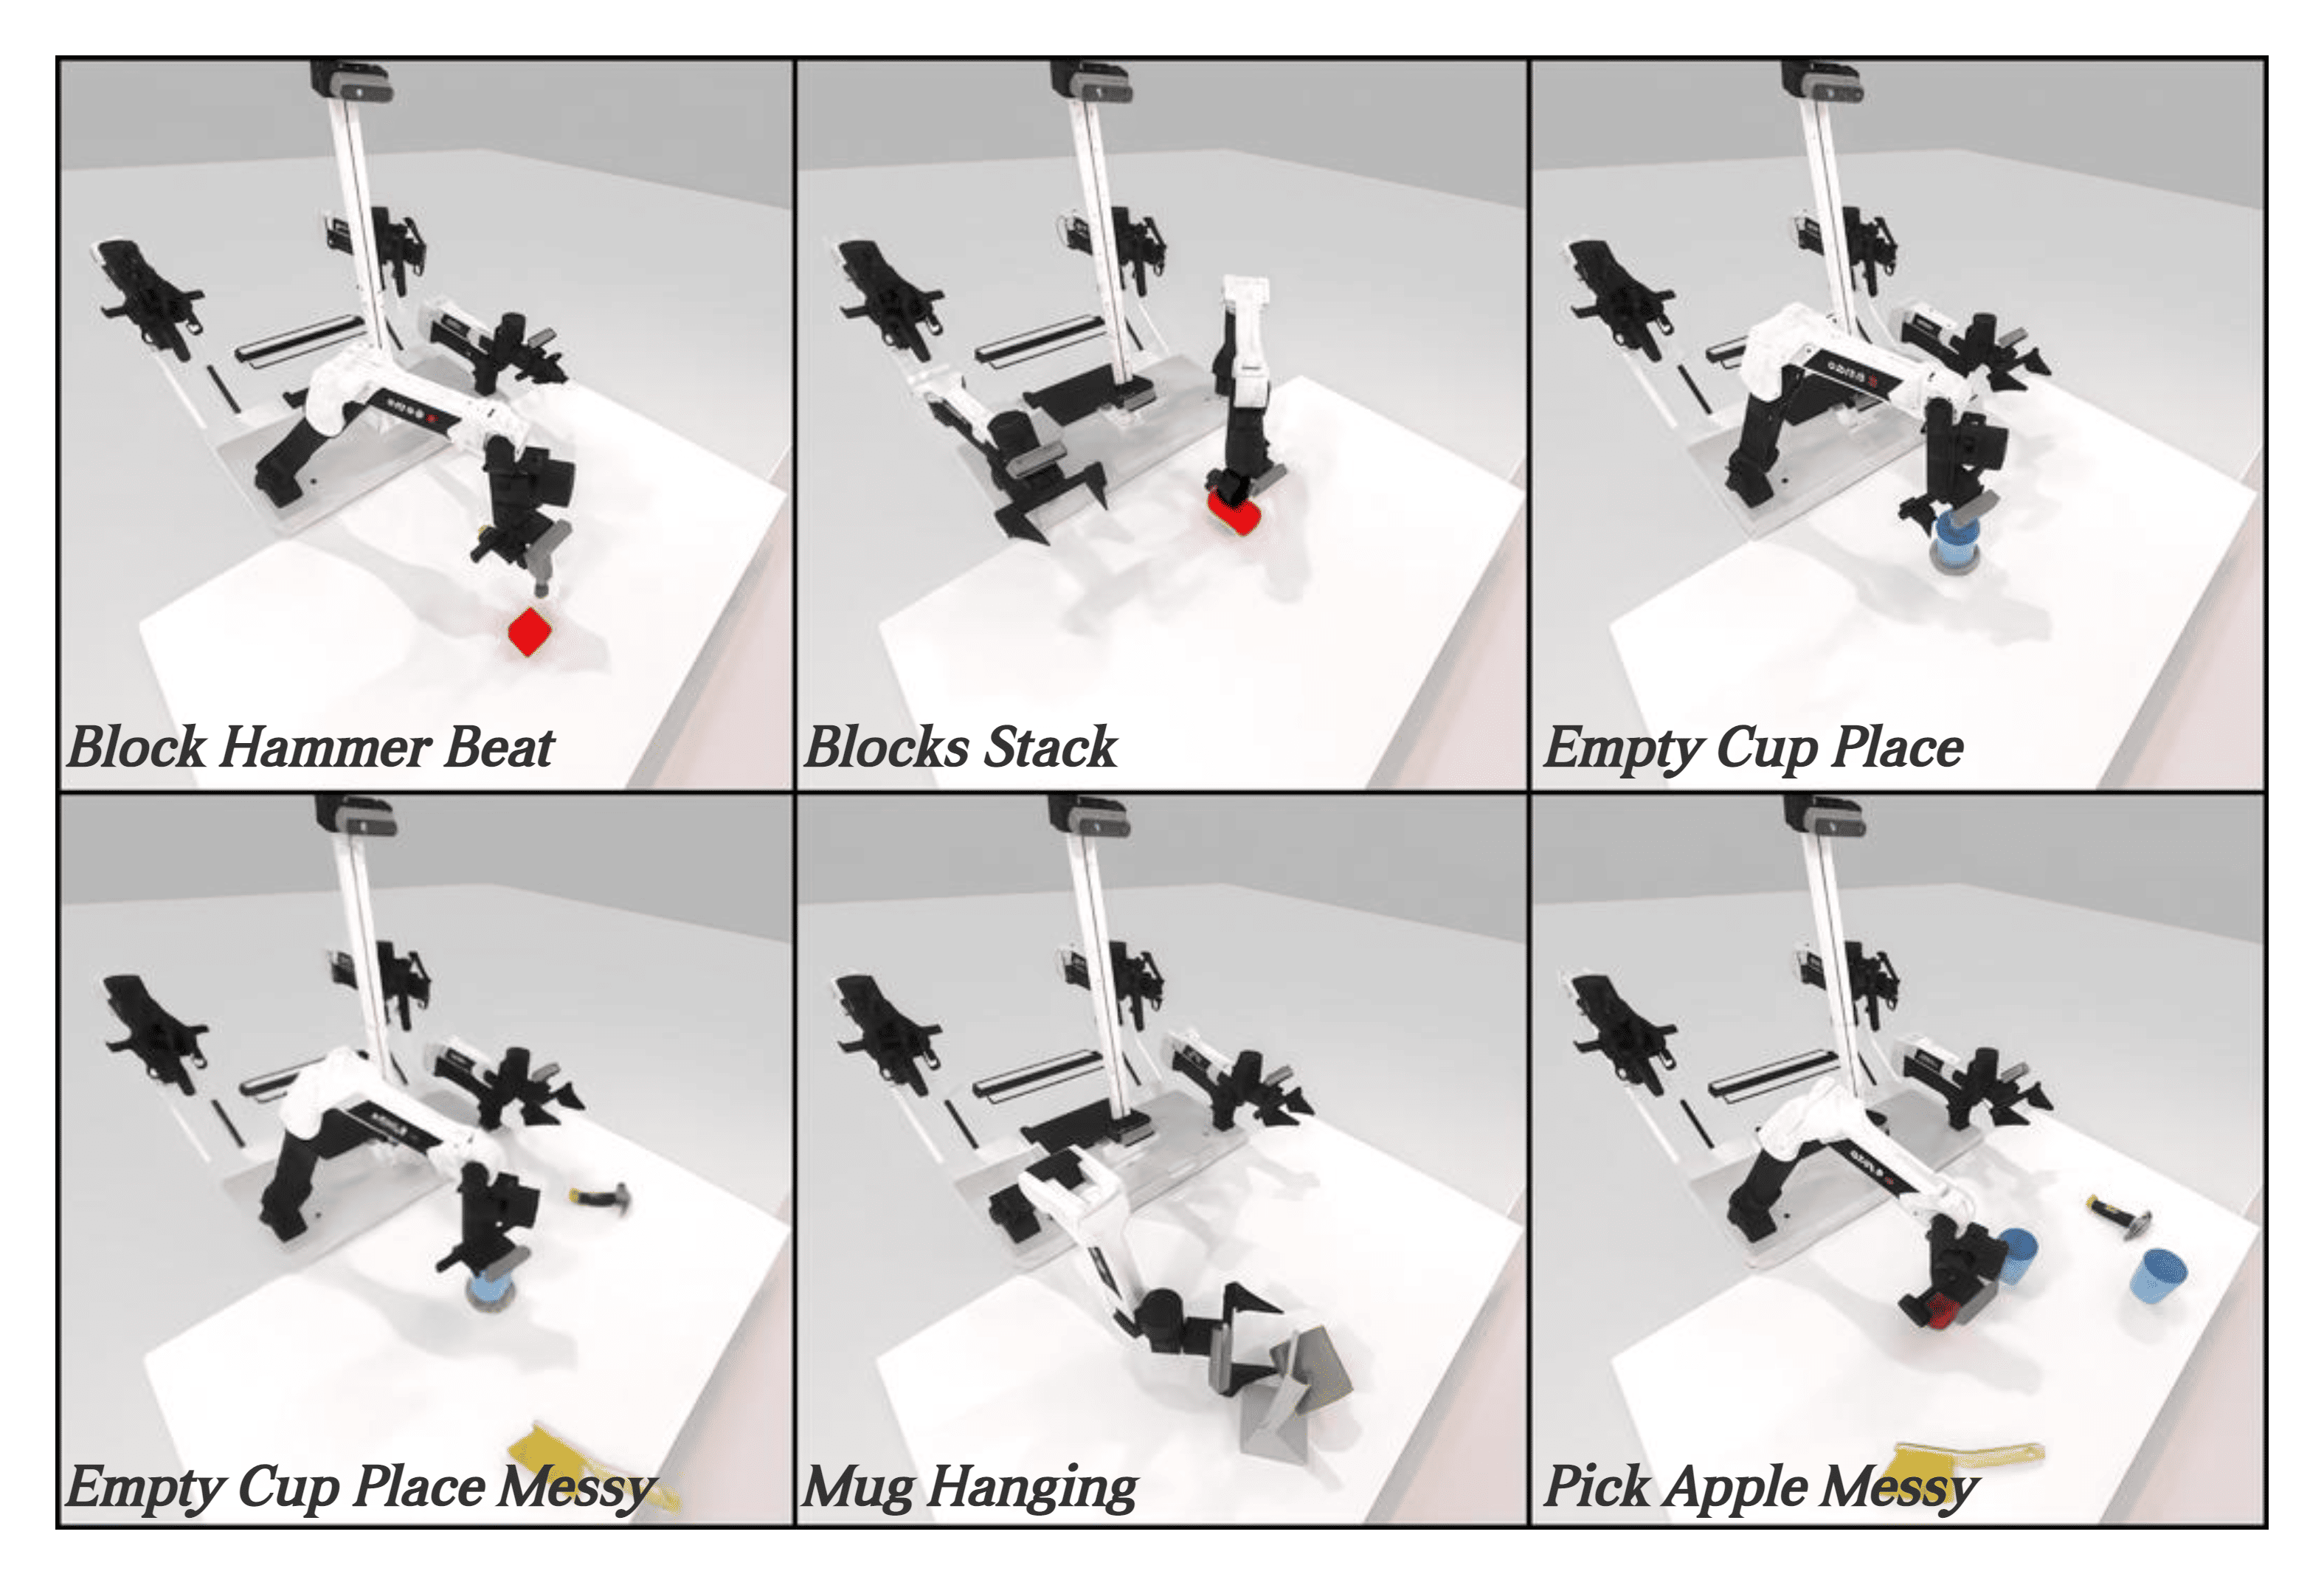 Block Hammer Beat
Blocks Stack
Empty Cup Place
Empty Cup Place Messy
Mug Hanging
Pick Apple Messy